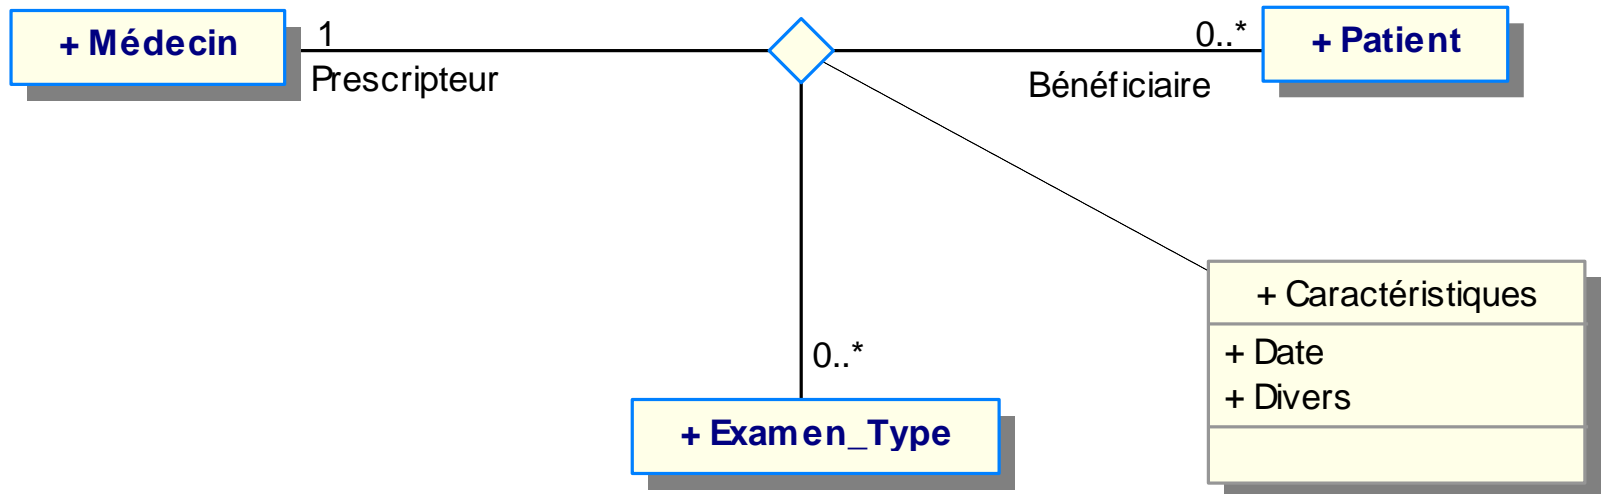 + Médecin
1
Prescripteur
0..*
Bénéficiaire
+ Patient
+ Caractéristiques
+ Date
+ Divers
0..*
+ Examen_Type